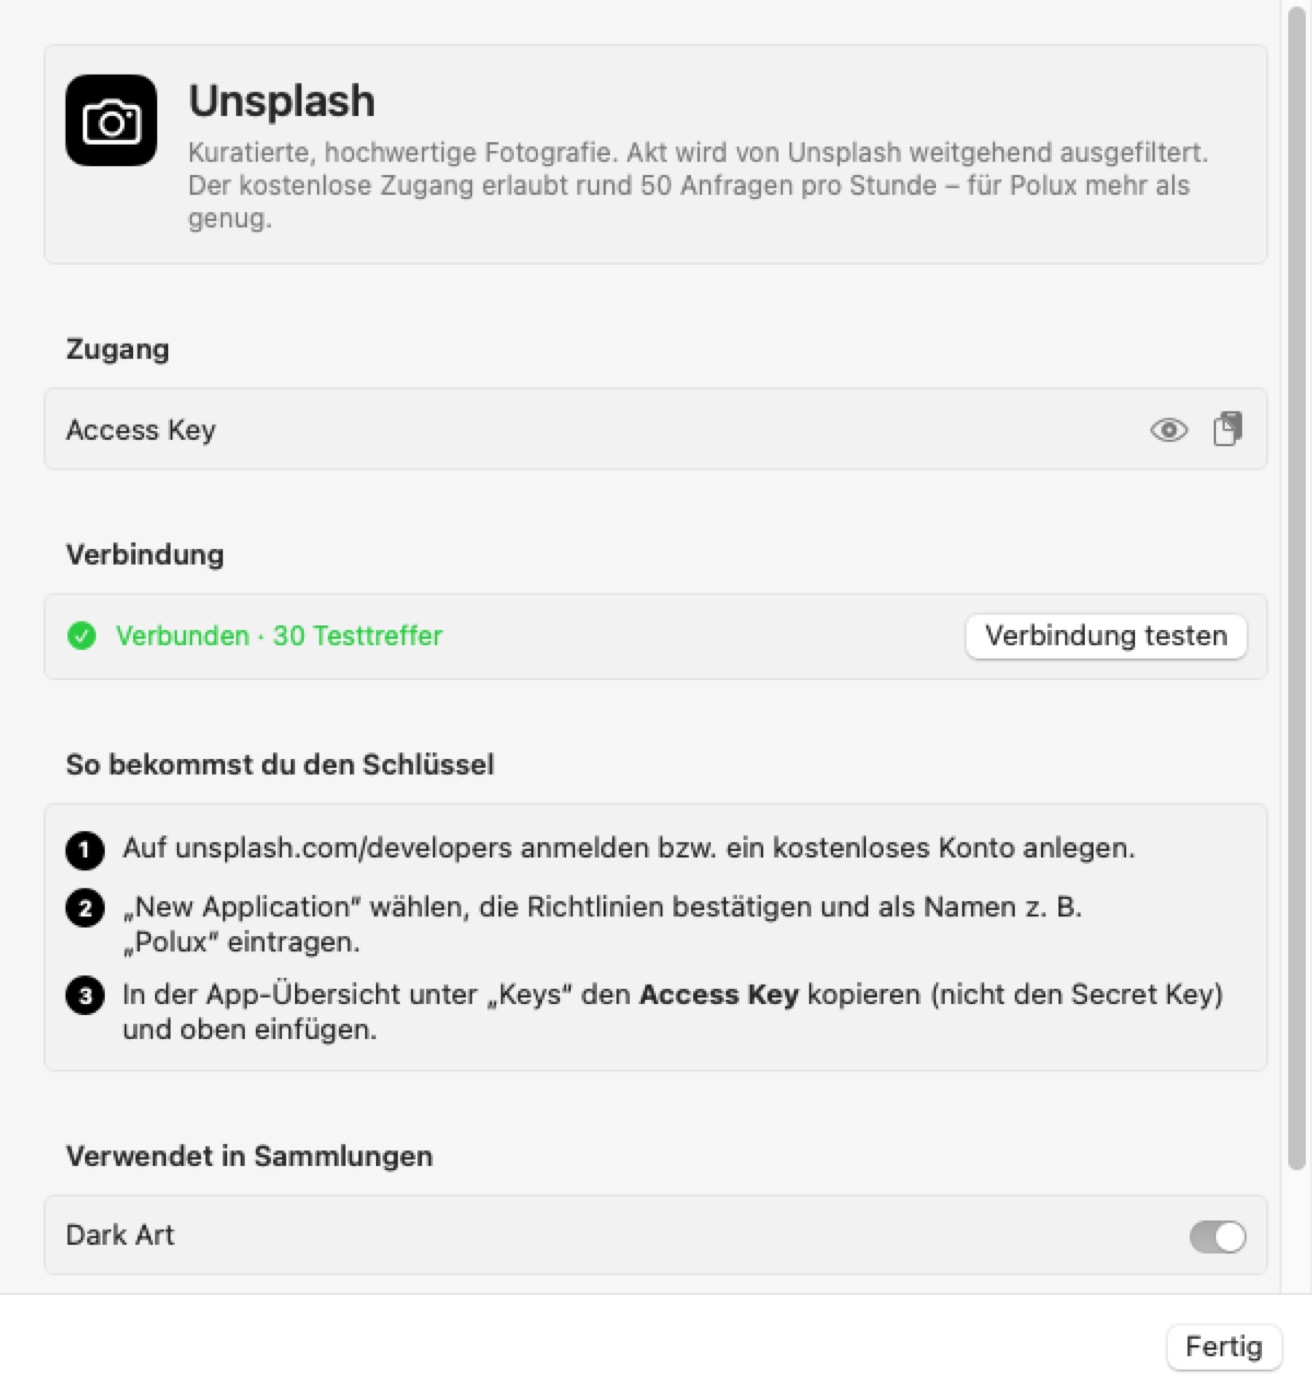 Unsplash
Kuratierte, hochwertige Fotografie. Akt wird von Unsplash weitgehend ausgefiltert.
Der kostenlose Zugang erlaubt rund 50 Anfragen pro Stunde – für Polux mehr als
genug.
Zugang
Access Key
Verbindung
Verbunden · 30 Testtreffer
Verbindung testen
So bekommst du den Schlüssel
1 Auf unsplash.com/developers anmelden bzw. ein kostenloses Konto anlegen.
2 „New Application“ wählen, die Richtlinien bestätigen und als Namen z. B.
„Polux“ eintragen.
3 In der App-Übersicht unter „Keys“ den Access Key kopieren (nicht den Secret Key)
und oben einfügen.
Verwendet in Sammlungen
Dark Art
Fertig